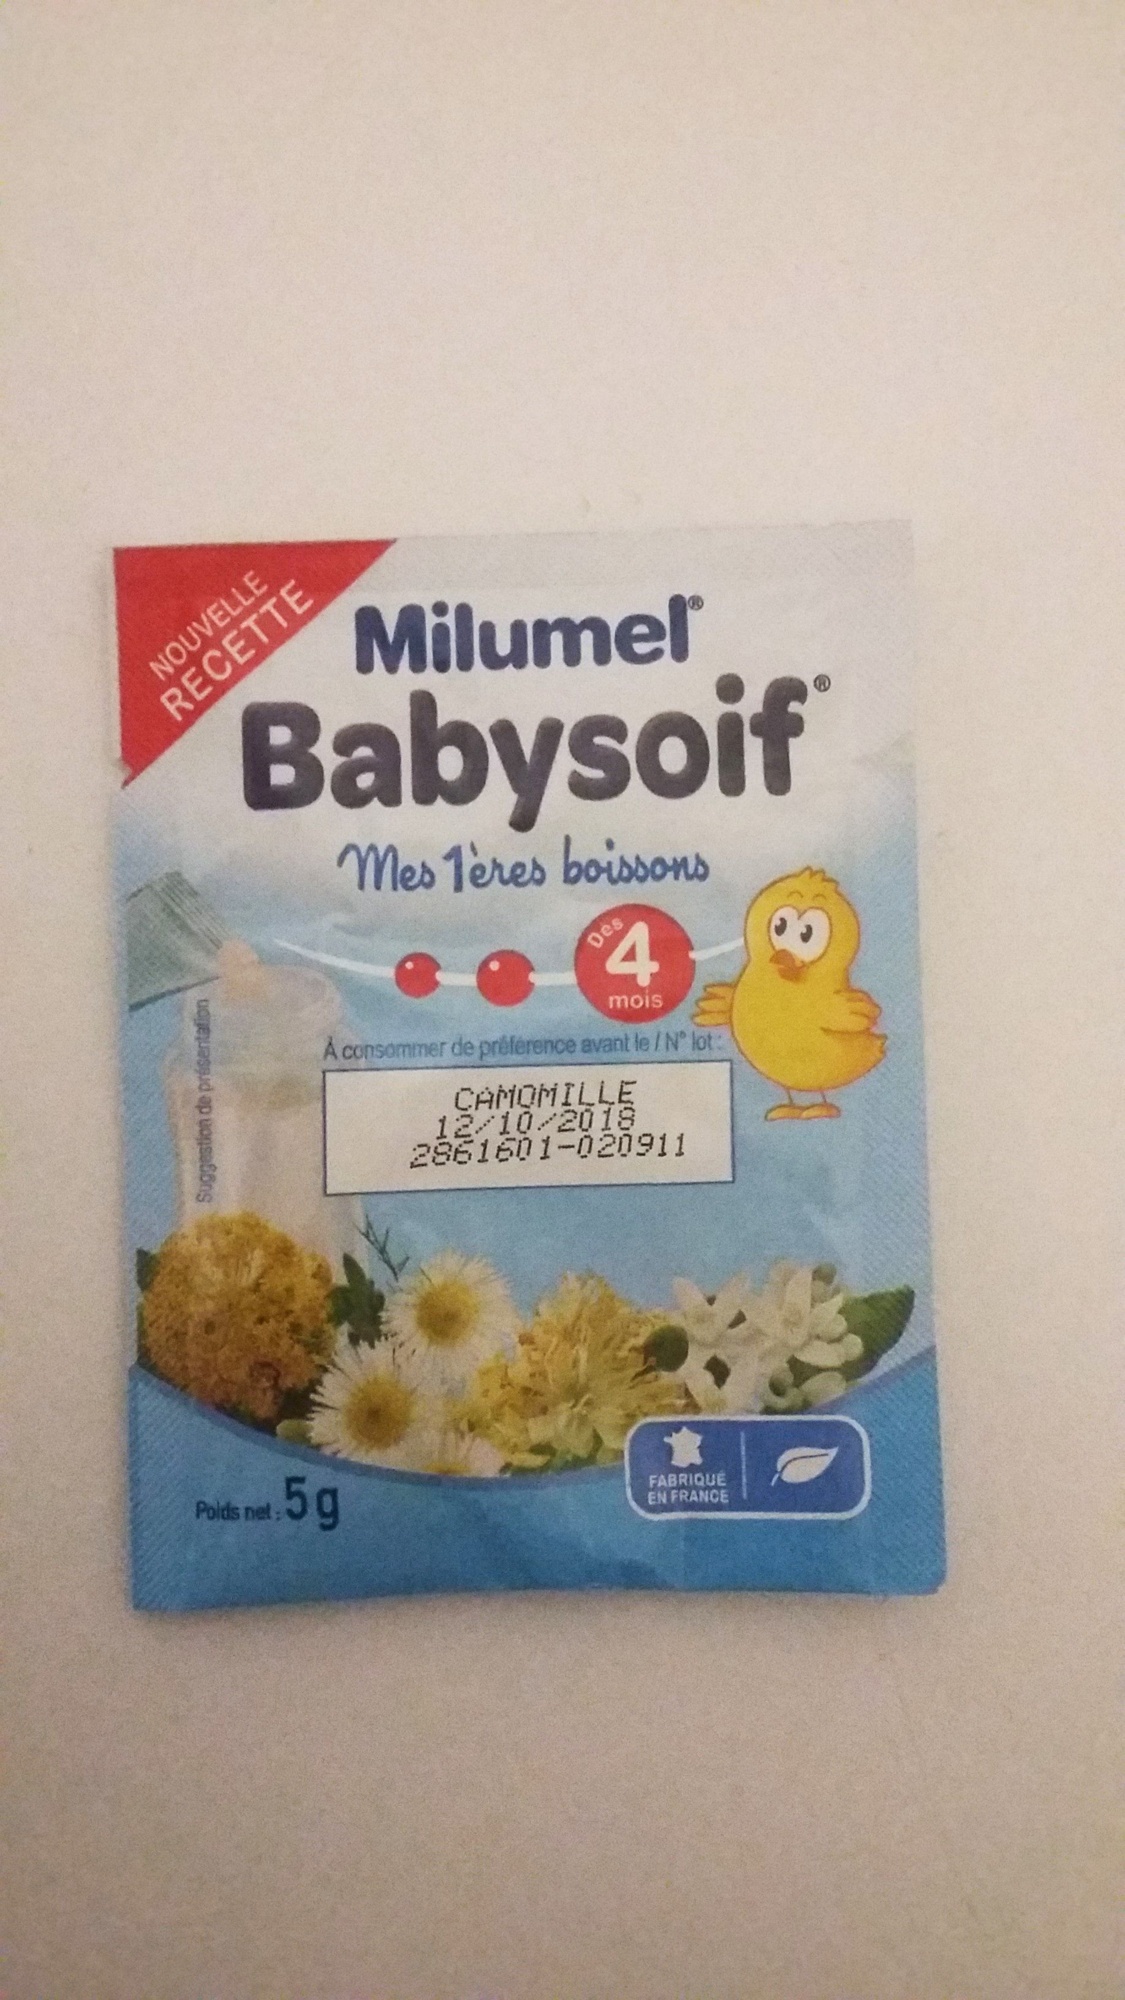 NOUVELLE
RECETTE
Milumel®
Babysoif®
Mes 1ères boissons
Dès
4
mois
À consommer de préférence avant le / N° lot :
CAMOMILLE
12/10/2018
2861601-020911
Suggestion de présentation
Poids net : 5 g
FABRIQUÉ
EN FRANCE